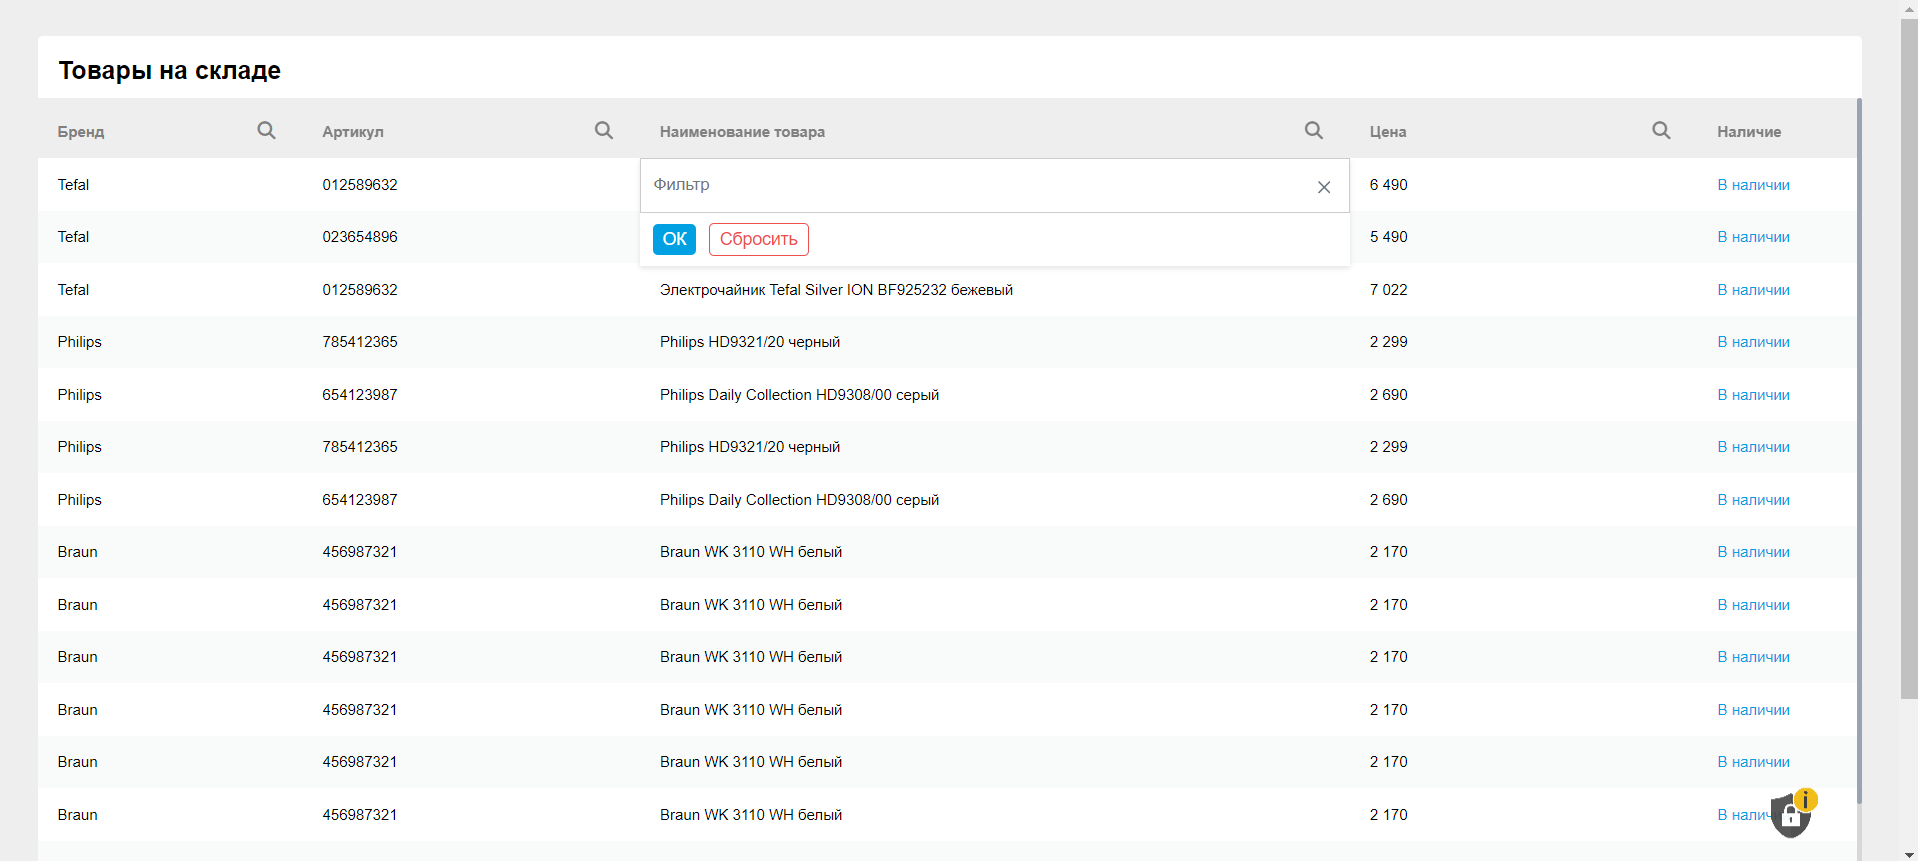 Товары на складе
Бренд Артикул Наименование товара Цена Наличие
Tefal 012589632 Фильтр 6 490 В наличии
Tefal 023654896 ОК Сбросить 5 490 В наличии
Tefal 012589632 Электрочайник Tefal Silver ION BF925232 бежевый 7 022 В наличии
Philips 785412365 Philips HD9321/20 черный 2 299 В наличии
Philips 654123987 Philips Daily Collection HD9308/00 серый 2 690 В наличии
Philips 785412365 Philips HD9321/20 черный 2 299 В наличии
Philips 654123987 Philips Daily Collection HD9308/00 серый 2 690 В наличии
Braun 456987321 Braun WK 3110 WH белый 2 170 В наличии
Braun 456987321 Braun WK 3110 WH белый 2 170 В наличии
Braun 456987321 Braun WK 3110 WH белый 2 170 В наличии
Braun 456987321 Braun WK 3110 WH белый 2 170 В наличии
Braun 456987321 Braun WK 3110 WH белый 2 170 В наличии
Braun 456987321 Braun WK 3110 WH белый 2 170 В